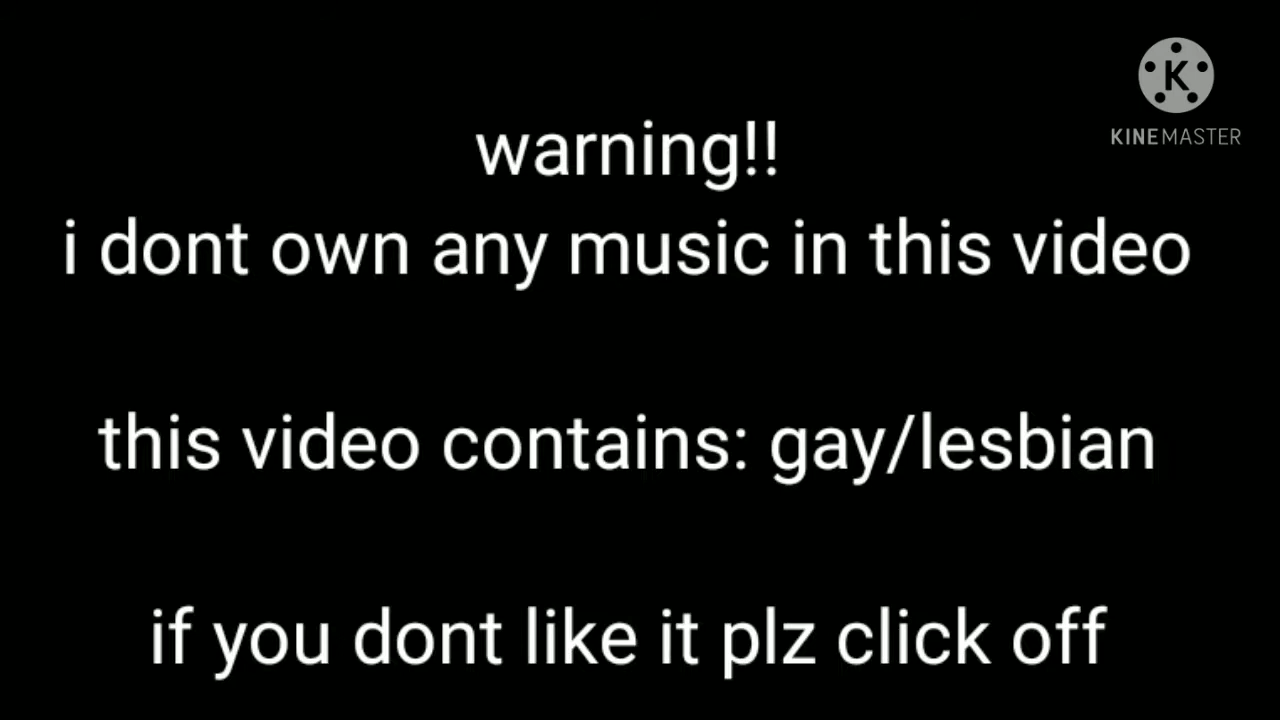 K
KINEMASTER
warning!!
i dont own any music in this video
this video contains: gay/lesbian
if you dont like it plz click off